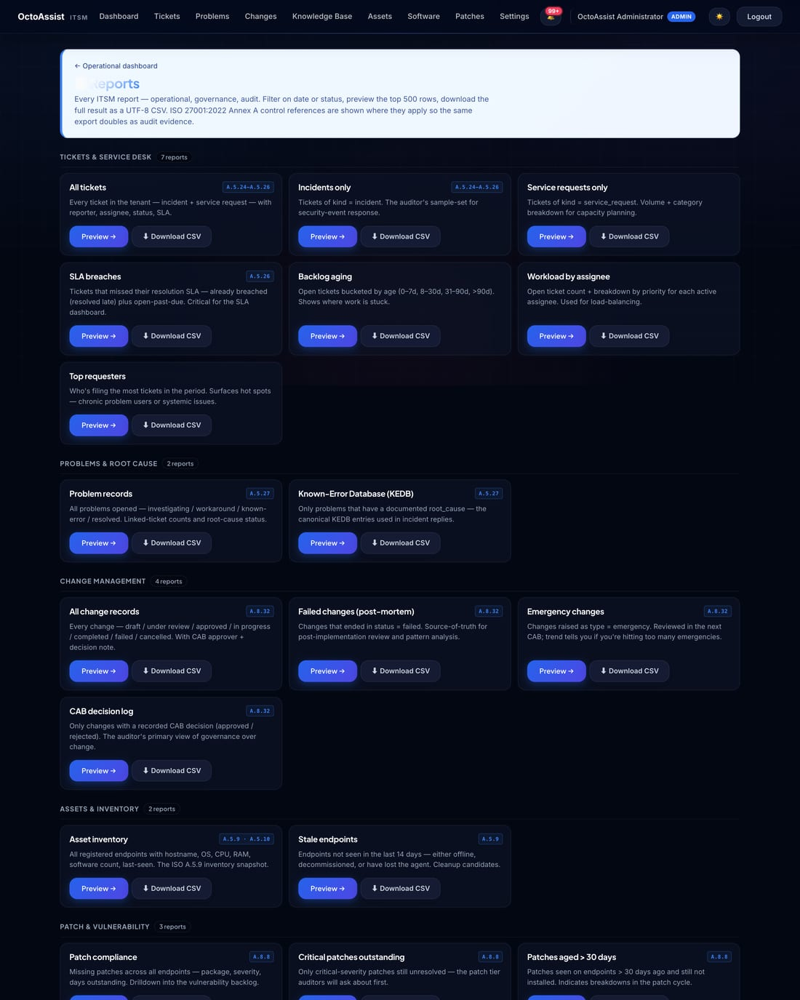 OctoAssist ITSM
Dashboard
Tickets
Problems
Changes
Knowledge Base
Assets
Software
Patches
Settings
99+
OctoAssist Administrator ADMIN
Logout
← Operational dashboard
Reports
Every ITSM report — operational, governance, audit. Filter on date or status, preview the top 500 rows, download the
full result as a UTF-8 CSV. ISO 27001:2022 Annex A control references are shown where they apply so the same
export doubles as audit evidence.
TICKETS & SERVICE DESK 7 reports
All tickets A.5.24–A.5.26
Every ticket in the tenant — incident + service request — with
reporter, assignee, status, SLA.
Preview → ⬇ Download CSV
Incidents only A.5.24–A.5.26
Tickets of kind = incident. The auditor's sample-set for
security-event response.
Preview → ⬇ Download CSV
Service requests only
Tickets of kind = service_request. Volume + category
breakdown for capacity planning.
Preview → ⬇ Download CSV
SLA breaches A.5.26
Tickets that missed their resolution SLA — already breached
(resolved late) plus open-past-due. Critical for the SLA
dashboard.
Preview → ⬇ Download CSV
Backlog aging
Open tickets bucketed by age (0–7d, 8–30d, 31–90d, >90d).
Shows where work is stuck.
Preview → ⬇ Download CSV
Workload by assignee
Open ticket count + breakdown by priority for each active
assignee. Used for load-balancing.
Preview → ⬇ Download CSV
Top requesters
Who's filing the most tickets in the period. Surfaces hot spots
— chronic problem users or systemic issues.
Preview → ⬇ Download CSV
PROBLEMS & ROOT CAUSE 2 reports
Problem records A.5.27
All problems opened — investigating / workaround / known-
error / resolved. Linked-ticket counts and root-cause status.
Preview → ⬇ Download CSV
Known-Error Database (KEDB) A.5.27
Only problems that have a documented root_cause — the
canonical KEDB entries used in incident replies.
Preview → ⬇ Download CSV
CHANGE MANAGEMENT 4 reports
All change records A.8.32
Every change — draft / under review / approved / in progress
/ completed / failed / cancelled. With CAB approver +
decision note.
Preview → ⬇ Download CSV
Failed changes (post-mortem) A.8.32
Changes that ended in status = failed. Source-of-truth for
post-implementation review and pattern analysis.
Preview → ⬇ Download CSV
Emergency changes A.8.32
Changes raised as type = emergency. Reviewed in the next
CAB; trend tells you if you're hitting too many emergencies.
Preview → ⬇ Download CSV
CAB decision log A.8.32
Only changes with a recorded CAB decision (approved /
rejected). The auditor's primary view of governance over
change.
Preview → ⬇ Download CSV
ASSETS & INVENTORY 2 reports
Asset inventory A.5.9 · A.5.10
All registered endpoints with hostname, OS, CPU, RAM,
software count, last-seen. The ISO A.5.9 inventory snapshot.
Preview → ⬇ Download CSV
Stale endpoints A.5.9
Endpoints not seen in the last 14 days — either offline,
decommissioned, or have lost the agent. Cleanup candidates.
Preview → ⬇ Download CSV
PATCH & VULNERABILITY 3 reports
Patch compliance A.8.8
Missing patches across all endpoints — package, severity,
days outstanding. Drilldown into the vulnerability backlog.
Critical patches outstanding A.8.8
Only critical-severity patches still unresolved — the patch tier
auditors will ask about first.
Patches aged > 30 days A.8.8
Patches seen on endpoints > 30 days ago and still not
installed. Indicates breakdowns in the patch cycle.